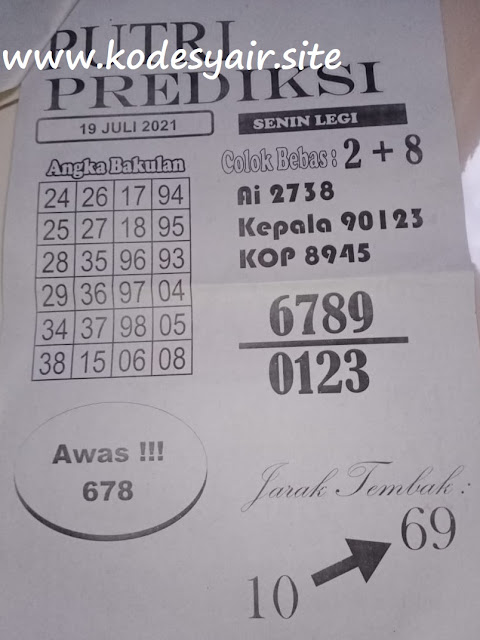 PUTRI
www.kodesyair.site
PREDIKSI
19 JULI 2021
SENIN LEGI
Angka Bakulan
24 26 17 94
25 27 18 95
28 35 96 93
29 36 97 04
34 37 98 05
38 15 06 08
Colok Bebas : 2 + 8
Ai 2738
Kepala 90123
KOP 8945
6789
0123
Awas !!!
678
Jarak Tembak :
69
10